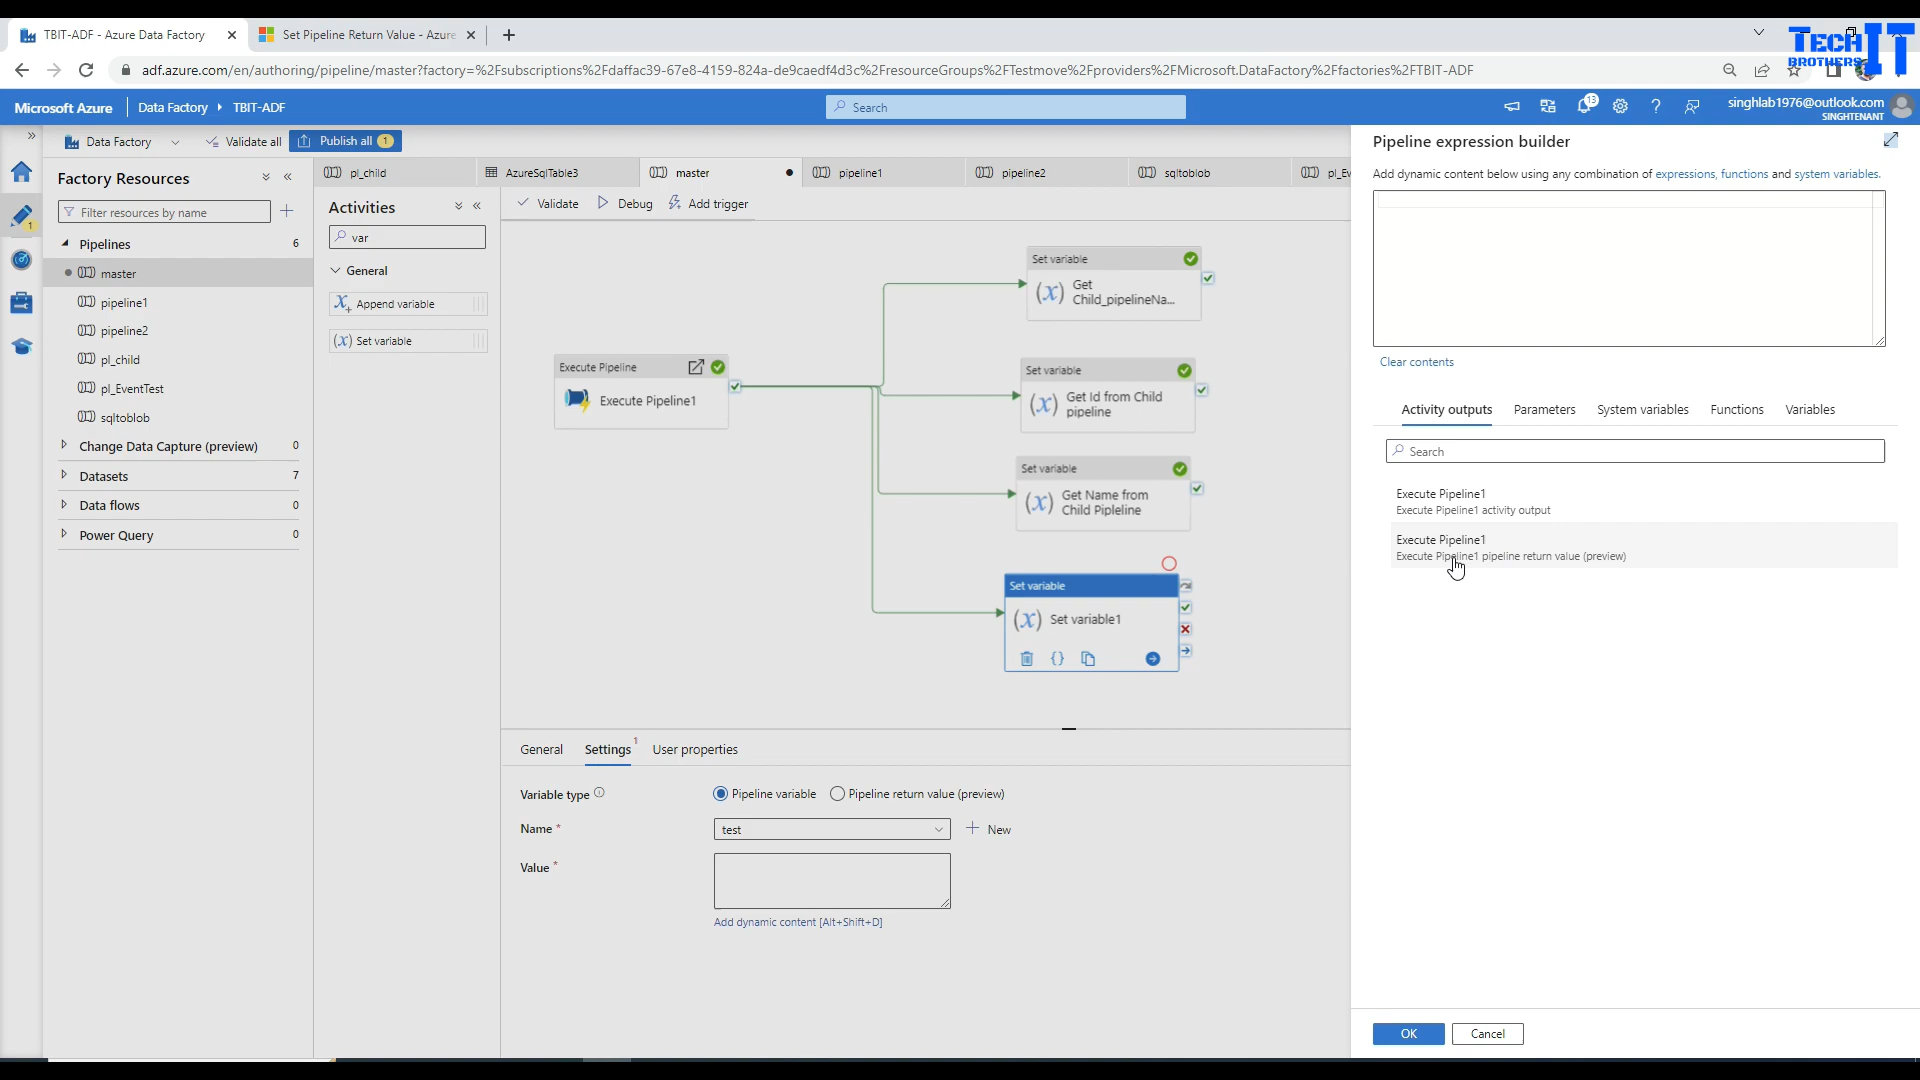 TBIT-ADF - Azure Data Factory
Set Pipeline Return Value - Azure
TECH IT
BROTHERS
adf.azure.com/en/authoring/pipeline/master?factory=%2Fsubscriptions%2Fdaffac39-67e8-4159-824a-de9caedf4d3c%2FresourceGroups%2FTestmove%2Fproviders%2FMicrosoft.DataFactory%2Ffactories%2FTBIT-ADF
Microsoft Azure
Data Factory
TBIT-ADF
Search
13
singhlab1976@outlook.com
SINGHTENANT
Data Factory
Validate all
Publish all
1
Factory Resources
Filter resources by name
1
Pipelines
6
master
pipeline1
pipeline2
pl_child
pl_EventTest
sqltoblob
Change Data Capture (preview)
0
Datasets
7
Data flows
0
Power Query
0
pl_child
AzureSqlTable3
master
pipeline1
pipeline2
sqltoblob
pl_Ev
Activities
var
General
Append variable
Set variable
Validate
Debug
Add trigger
Execute Pipeline
Execute Pipeline1
Set variable
Get
Child_pipelineNa...
Set variable
Get Id from Child
pipeline
Set variable
Get Name from
Child Pipleline
Set variable
Set variable1
General
Settings
1
User properties
Variable type
Pipeline variable
Pipeline return value (preview)
Name *
test
New
Value *
Add dynamic content [Alt+Shift+D]
Pipeline expression builder
Add dynamic content below using any combination of expressions, functions and system variables.
Clear contents
Activity outputs
Parameters
System variables
Functions
Variables
Search
Execute Pipeline1
Execute Pipeline1 activity output
Execute Pipeline1
Execute Pipeline1 pipeline return value (preview)
OK
Cancel